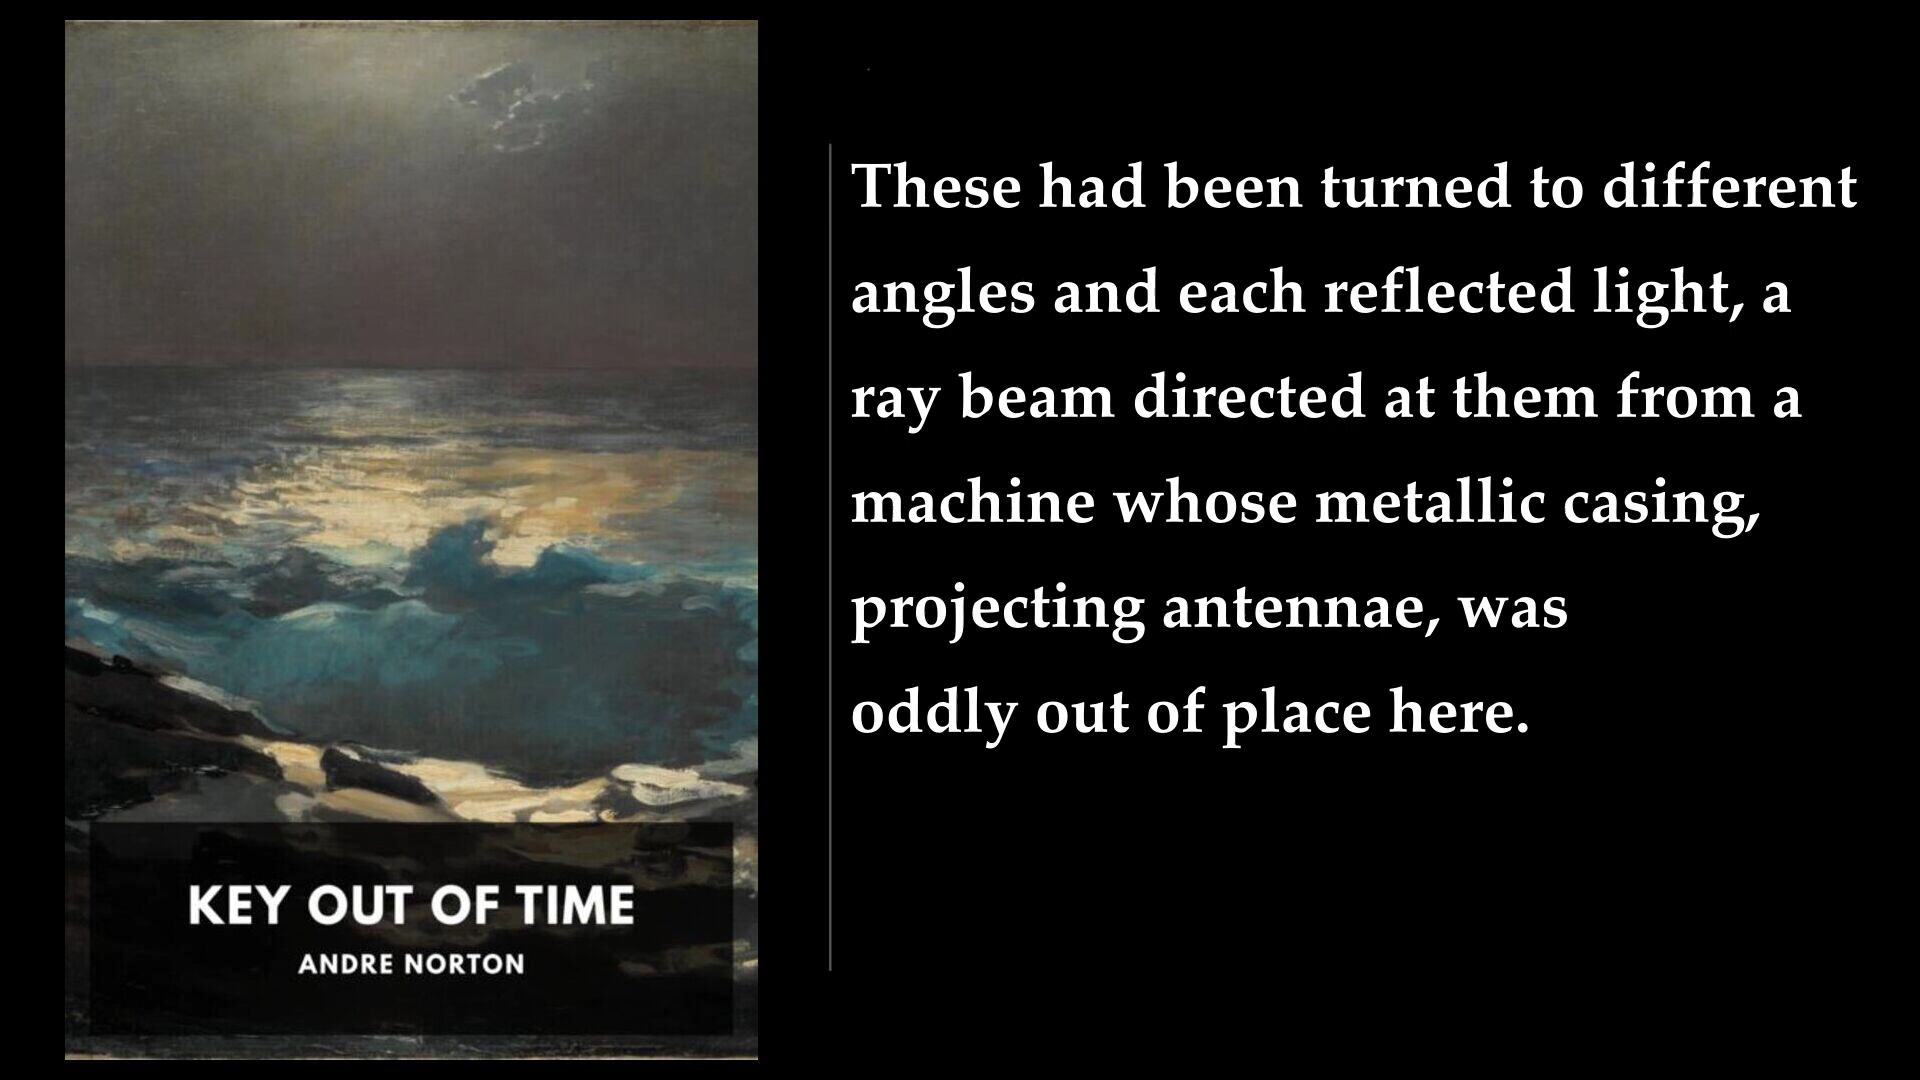 KEY OUT OF TIME
ANDRE NORTON
These had been turned to different
angles and each reflected light, a
ray beam directed at them from a
machine whose metallic casing,
projecting antennae, was
oddly out of place here.